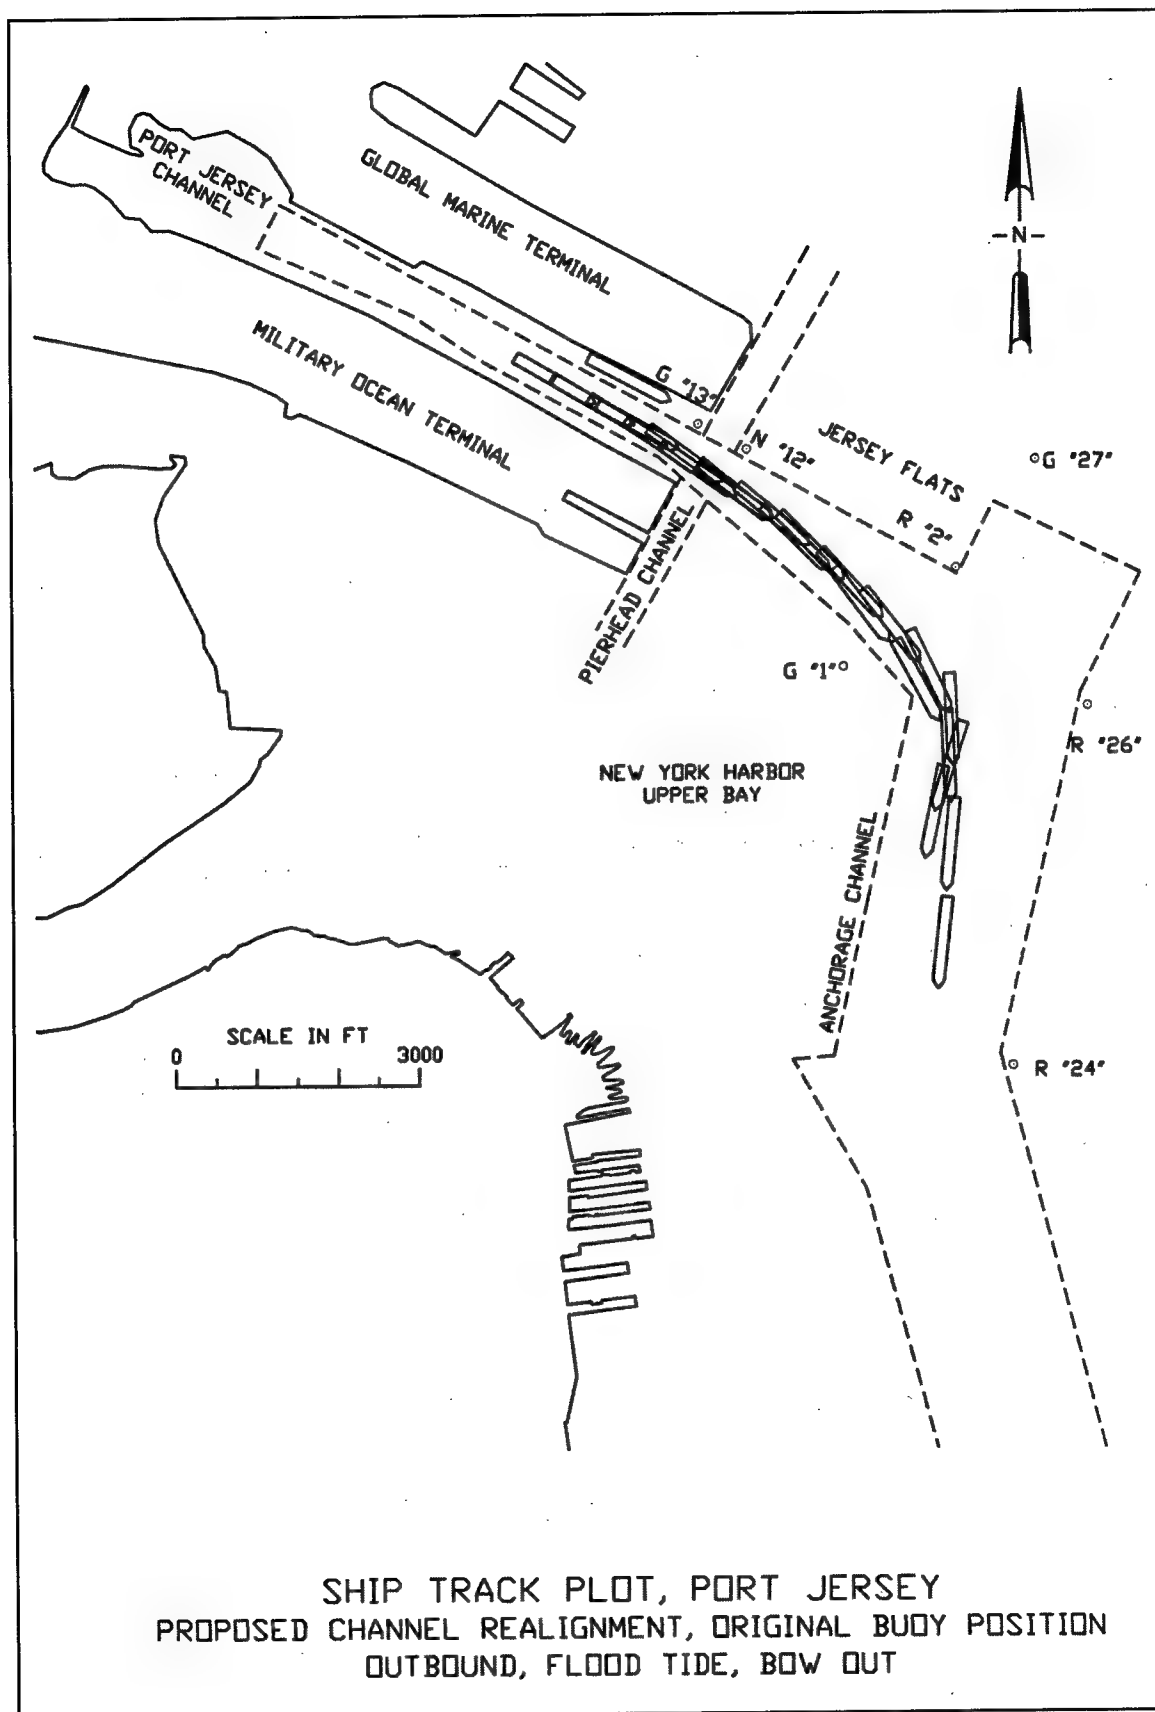 PORT JERSEY
CHANNEL
GLOBAL MARINE TERMINAL
N
MILITARY OCEAN TERMINAL
G "13"
N "12"
JERSEY FLATS
G "27"
R "2"
PIERHEAD CHANNEL
G "1"
R "26"
NEW YORK HARBOR
UPPER BAY
ANCHORAGE CHANNEL
SCALE IN FT
0 3000
R "24"
SHIP TRACK PLOT, PORT JERSEY
PROPOSED CHANNEL REALIGNMENT, ORIGINAL BUOY POSITION
OUTBOUND, FLOOD TIDE, BOW OUT